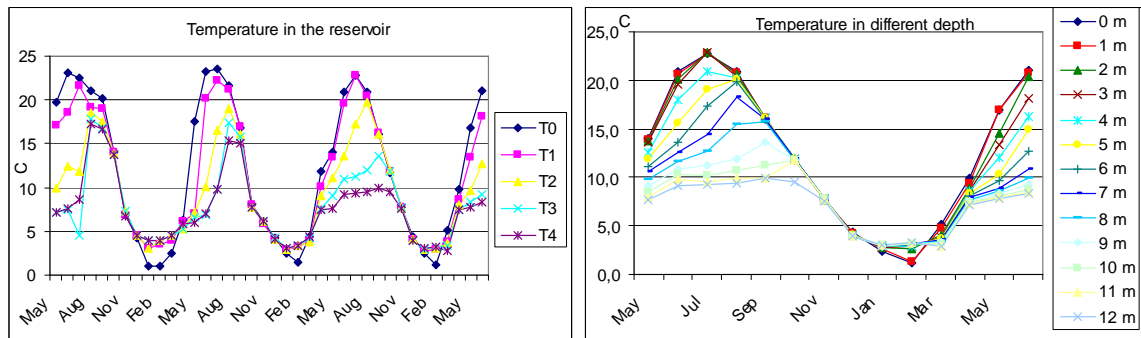 Temperature in the reservoir
25
20
15
10
5
0
C
May
Aug
Nov
Feb
May
Aug
Nov
Feb
May
Aug
Nov
Feb
May
T0
T1
T2
T3
T4
Temperature in different depth
C
25,0
20,0
15,0
10,0
5,0
0,0
May
Jul
Sep
Nov
Jan
Mar
May
0 m
1 m
2 m
3 m
4 m
5 m
6 m
7 m
8 m
9 m
10 m
11 m
12 m